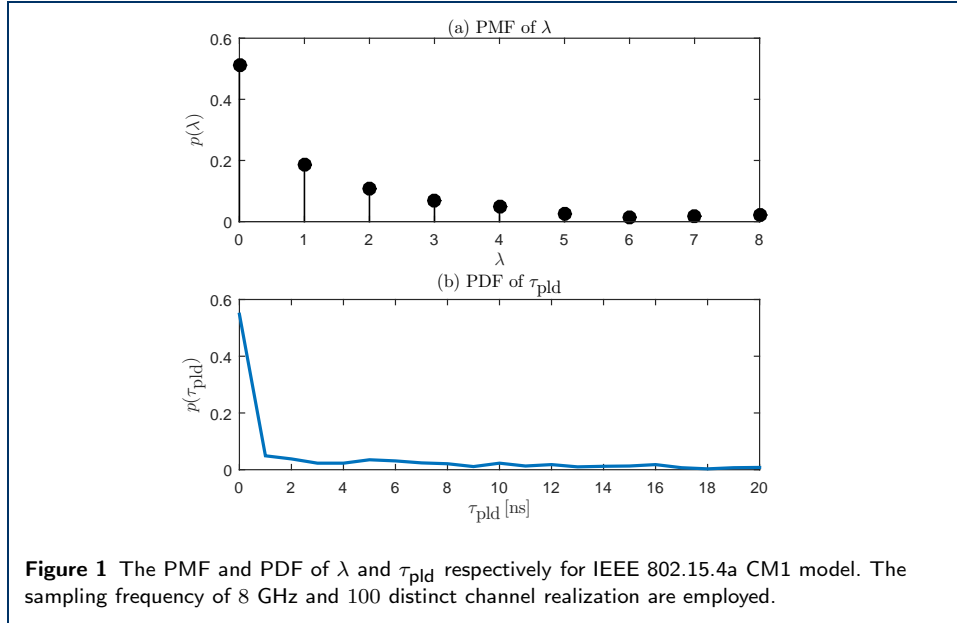 (a) PMF of λ
0.6
0.4
0.2
0
p(λ)
0 1 2 3 4 5 6 7 8
λ
(b) PDF of τpld
0.6
0.4
0.2
0
p(τpld)
0 2 4 6 8 10 12 14 16 18 20
τpld [ns]
Figure 1 The PMF and PDF of λ and τpld respectively for IEEE 802.15.4a CM1 model. The
sampling frequency of 8 GHz and 100 distinct channel realization are employed.